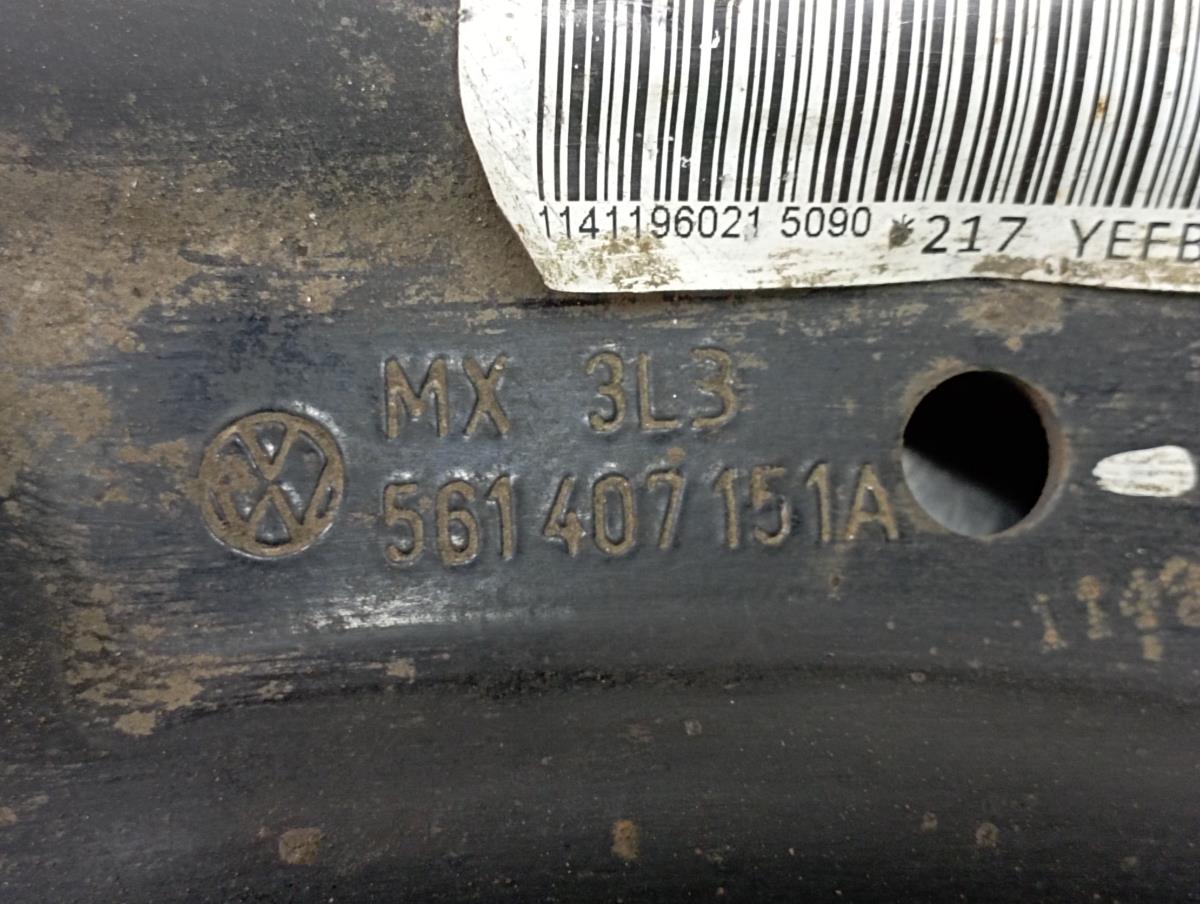 1141196021 5090 *217 YEFB
MX 3L3
561 407 151A